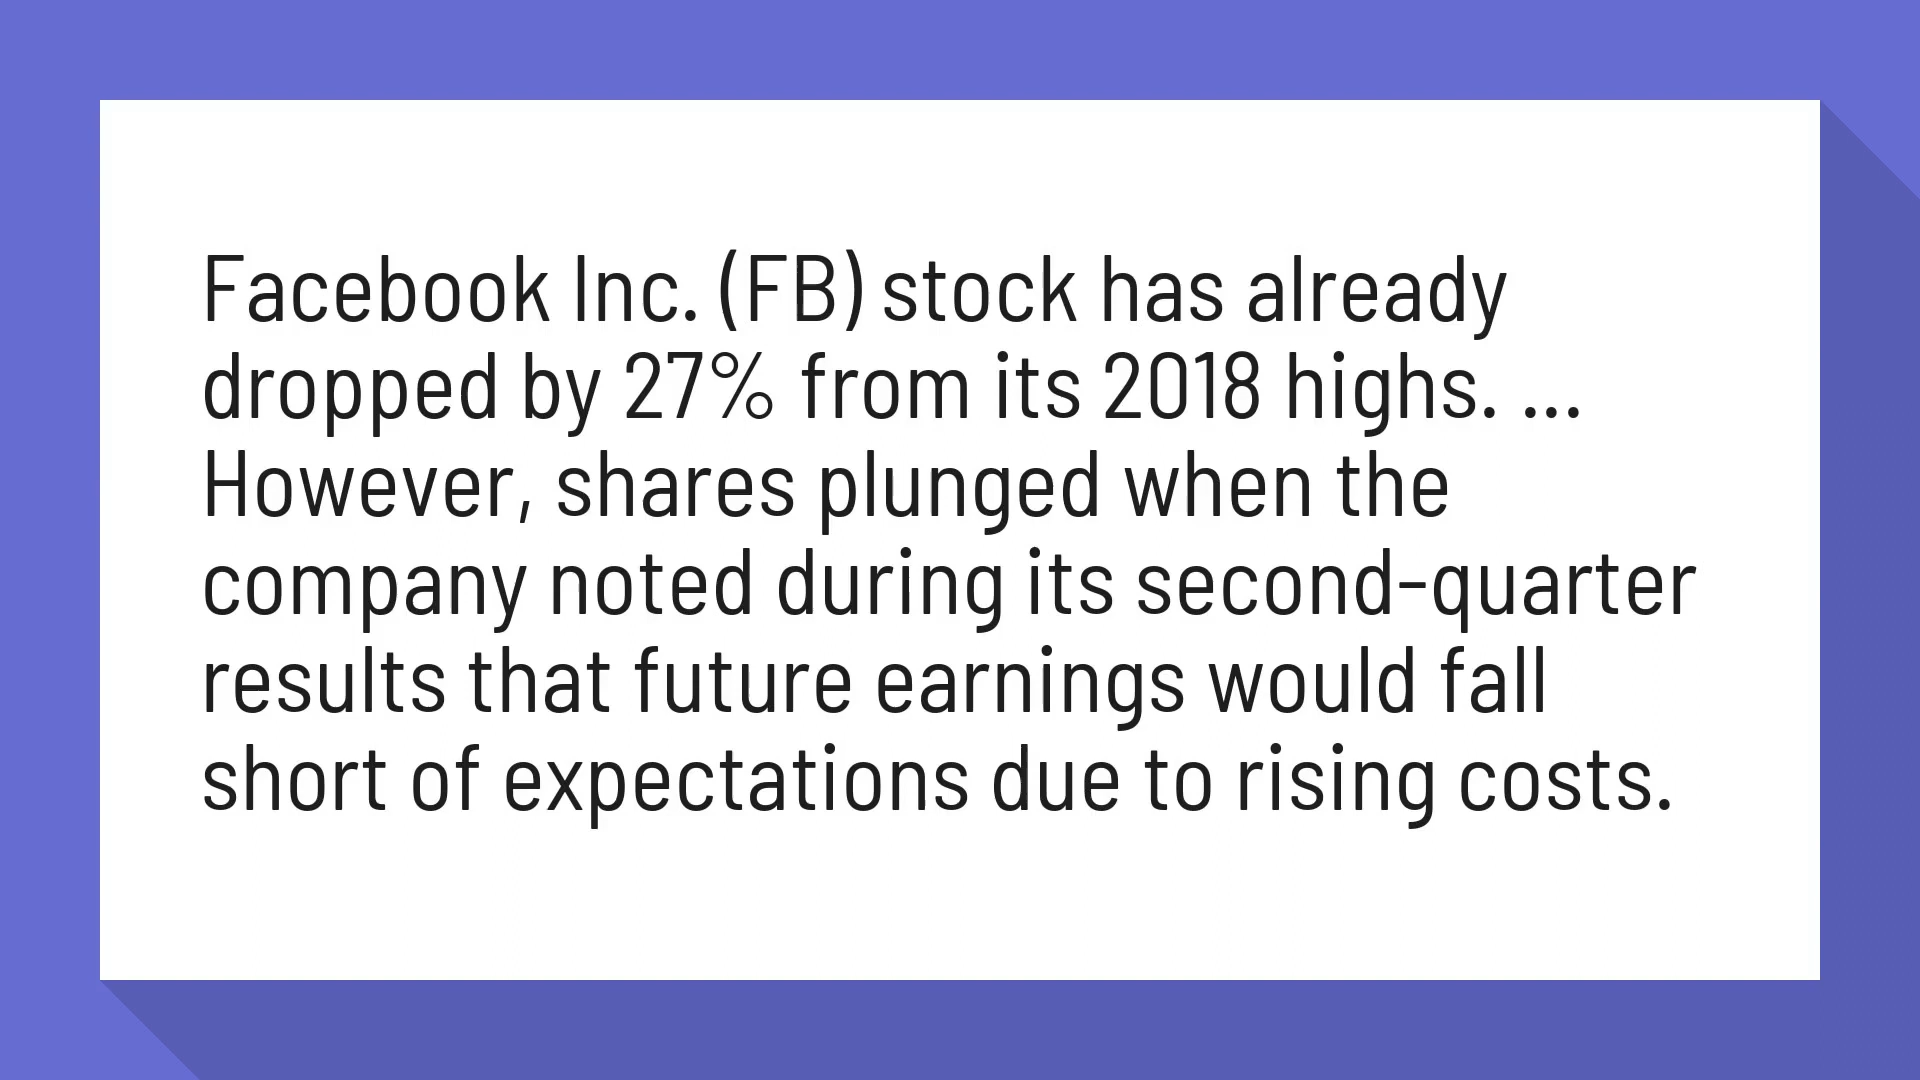 Facebook Inc. (FB) stock has already
dropped by 27% from its 2018 highs. ...
However, shares plunged when the
company noted during its second-quarter
results that future earnings would fall
short of expectations due to rising costs.